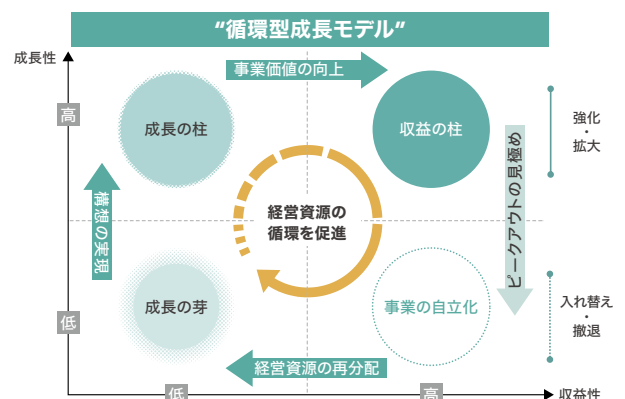 “循環型成長モデル”
成長性
事業価値の向上
高
成長の柱
収益の柱
強化
・
拡大
ピークアウトの見極め
経営資源の
循環を促進
構想の実現
成長の芽
事業の自立化
入れ替え
・
撤退
低
経営資源の再分配
低
高
収益性